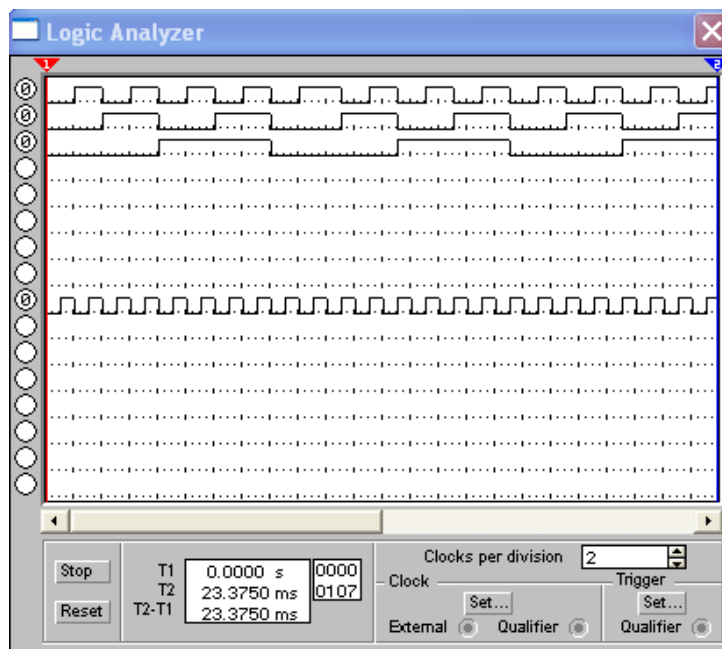 Logic Analyzer
1 2
0
0
0
0
Clocks per division 2
Stop T1 0.0000 s 0000
Clock Trigger
T2 23.3750 ms 0107
Set... Set...
Reset T2-T1 23.3750 ms
External Qualifier Qualifier